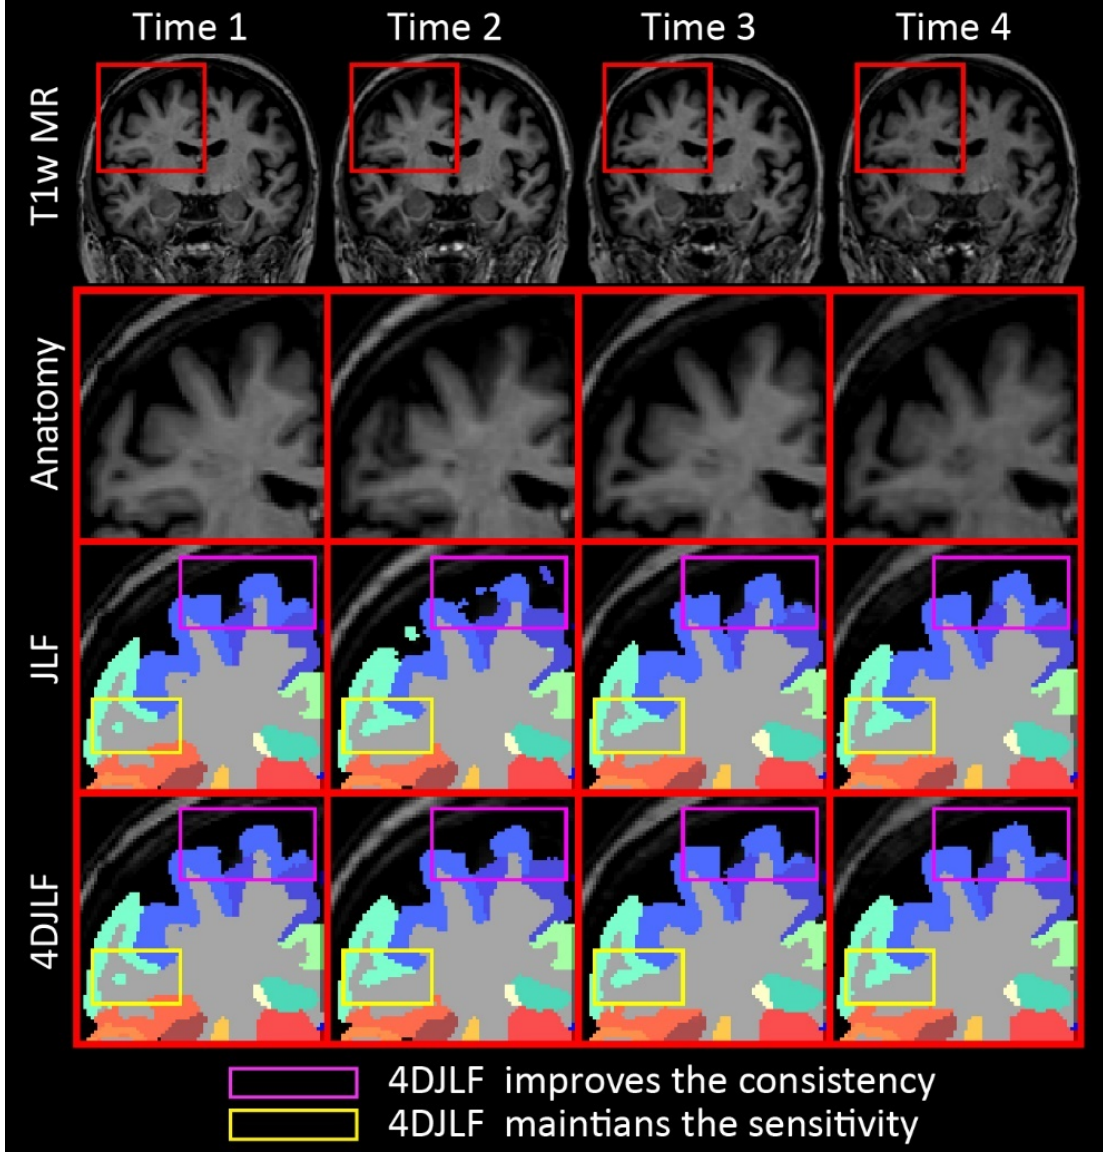 Time 1 Time 2 Time 3 Time 4
T1w MR
Anatomy
JLF
4DJLF
4DJLF improves the consistency
4DJLF maintians the sensitivity